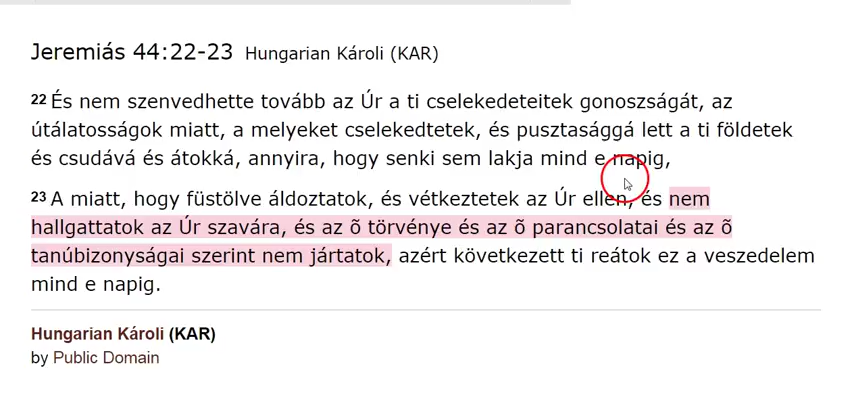 Jeremiás 44:22-23 Hungarian Károli (KAR)
22 És nem szenvedhette tovább az Úr a ti cselekedeteitek gonoszságát, az
útálatosságok miatt, a melyeket cselekedtetek, és pusztasággá lett a ti földetek
és csudává és átokká, annyira, hogy senki sem lakja mind e napig,
23 A miatt, hogy füstölve áldoztatok, és vétkeztetek az Úr ellen, és nem
hallgattatok az Úr szavára, és az õ törvénye és az õ parancsolatai és az õ
tanúbizonyságai szerint nem jártatok, azért következett ti reátok ez a veszedelem
mind e napig.
Hungarian Károli (KAR)
by Public Domain